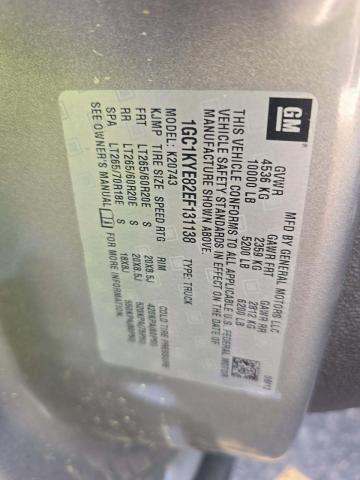 GM
MFD BY GENERAL MOTORS LLC
GVWR GAWR FRT GAWR RR
4536 KG 2359 KG 2812 KG
10000 LB 5200 LB 6200 LB
THIS VEHICLE CONFORMS TO ALL APPLICABLE U.S. FEDERAL MOTOR
VEHICLE SAFETY STANDARDS IN EFFECT ON THE DATE OF
MANUFACTURE SHOWN ABOVE.
1GC1KYE82EF131138 TYPE: TRUCK
MODEL: K20743
KJMP TIRE SIZE SPEED RTG RIM COLD TIRE PRESSURE
FRT LT265/60R20E S 20X8.5J
RR LT265/60R20E S 20X8.5J
SPA LT265/70R18E S 18X8J
SEE OWNER'S MANUAL FOR MORE INFORMATION